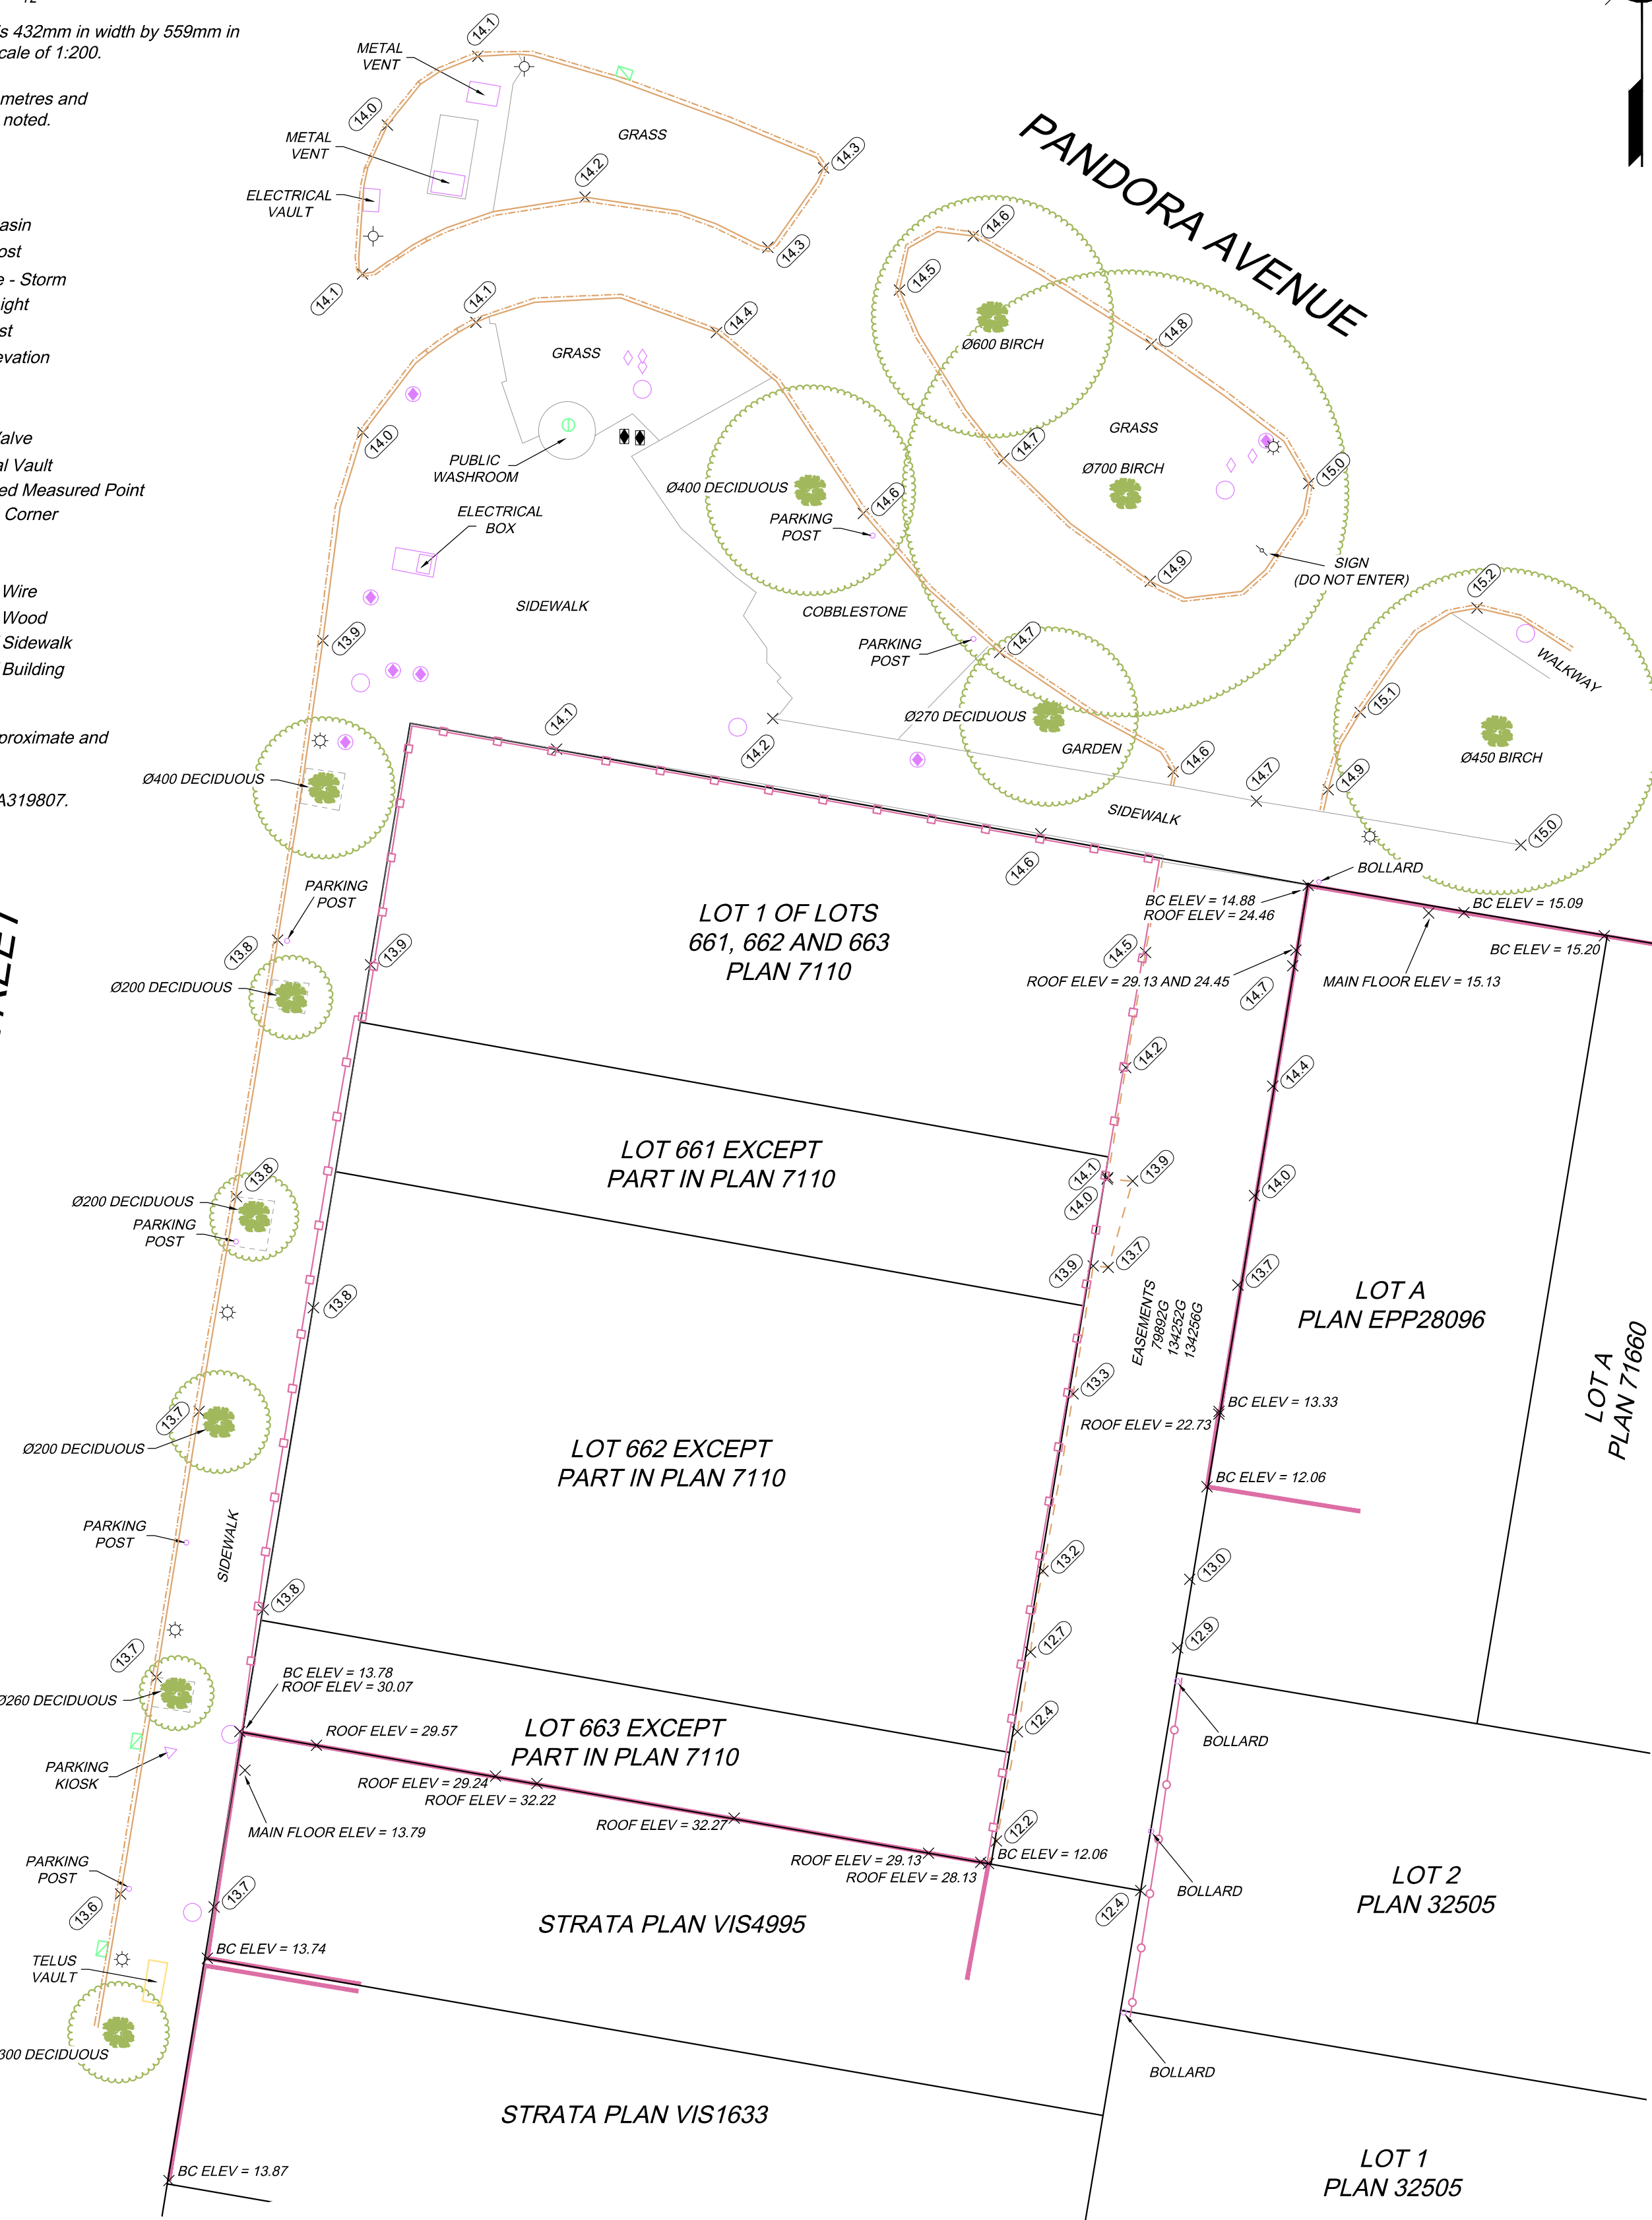 s 432mm in width by 559mm in
cale of 1:200.
metres and
noted.
asin
ost
e - Storm
ight
st
evation
Valve
al Vault
ed Measured Point
Corner
Wire
Wood
Sidewalk
Building
proximate and
A319807.
PANDORA AVENUE
14.1
METAL
VENT
14.0
METAL
VENT
GRASS
14.3
14.2
ELECTRICAL
VAULT
14.3
14.1
14.1
14.4
GRASS
14.0
PUBLIC
WASHROOM
ELECTRICAL
BOX
14.6
14.5
Ø600 BIRCH
14.8
14.7
GRASS
Ø700 BIRCH
15.0
Ø400 DECIDUOUS
14.6
PARKING
POST
14.9
SIGN
(DO NOT ENTER)
15.2
SIDEWALK
COBBLESTONE
13.9
PARKING
POST
14.7
WALKWAY
15.1
Ø270 DECIDUOUS
GARDEN
14.1
14.2
14.6
14.7
14.9
Ø450 BIRCH
Ø400 DECIDUOUS
SIDEWALK
15.0
14.6
BOLLARD
PARKING
POST
BC ELEV = 14.88
ROOF ELEV = 24.46
BC ELEV = 15.09
LOT 1 OF LOTS
661, 662 AND 663
PLAN 7110
13.8
13.9
14.5
BC ELEV = 15.20
ROOF ELEV = 29.13 AND 24.45
MAIN FLOOR ELEV = 15.13
Ø200 DECIDUOUS
14.7
14.2
14.4
LOT 661 EXCEPT
PART IN PLAN 7110
13.8
14.1
14.0
13.9
14.0
Ø200 DECIDUOUS
PARKING
POST
13.9
13.7
13.7
13.8
EASEMENTS
79892G
134252G
134256G
LOT A
PLAN EPP28096
LOT A
PLAN 71660
13.3
13.7
BC ELEV = 13.33
ROOF ELEV = 22.73
Ø200 DECIDUOUS
LOT 662 EXCEPT
PART IN PLAN 7110
BC ELEV = 12.06
PARKING
POST
SIDEWALK
13.2
13.0
13.8
12.7
12.9
13.7
BC ELEV = 13.78
ROOF ELEV = 30.07
Ø260 DECIDUOUS
ROOF ELEV = 29.57
LOT 663 EXCEPT
PART IN PLAN 7110
12.4
BOLLARD
PARKING
KIOSK
ROOF ELEV = 29.24
ROOF ELEV = 32.22
MAIN FLOOR ELEV = 13.79
ROOF ELEV = 32.27
12.2
BC ELEV = 12.06
ROOF ELEV = 29.13
ROOF ELEV = 28.13
PARKING
POST
13.6
13.7
12.4
BOLLARD
LOT 2
PLAN 32505
STRATA PLAN VIS4995
BC ELEV = 13.74
TELUS
VAULT
300 DECIDUOUS
BOLLARD
STRATA PLAN VIS1633
LOT 1
PLAN 32505
BC ELEV = 13.87